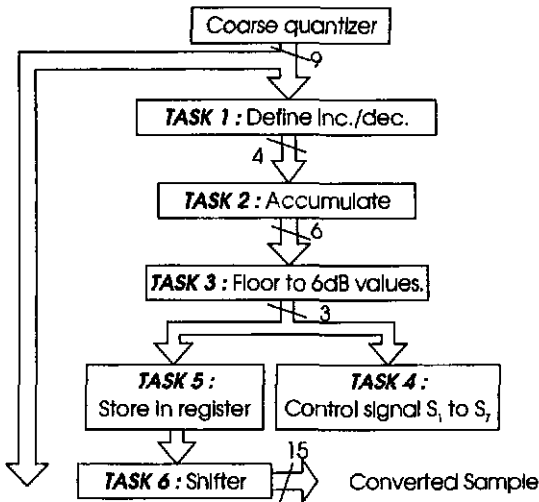 Coarse quantizer
9
TASK 1 : Define inc./dec.
4
TASK 2 : Accumulate
6
TASK 3 : Floor to 6dB values.
3
TASK 5 :
Store in register
TASK 4 :
Control signal S₁ to S₇
TASK 6 : Shifter
15
Converted Sample